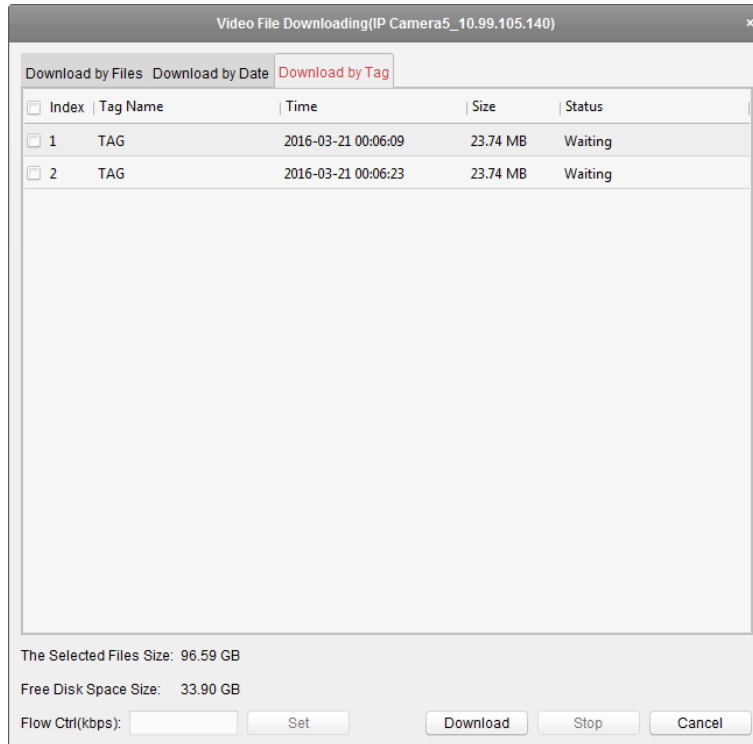 Video File Downloading(IP Camera5_10.99.105.140)
Download by Files Download by Date Download by Tag
Index Tag Name Time Size Status
1 TAG 2016-03-21 00:06:09 23.74 MB Waiting
2 TAG 2016-03-21 00:06:23 23.74 MB Waiting
The Selected Files Size: 96.59 GB
Free Disk Space Size: 33.90 GB
Flow Ctrl(kbps): Set Download Stop Cancel